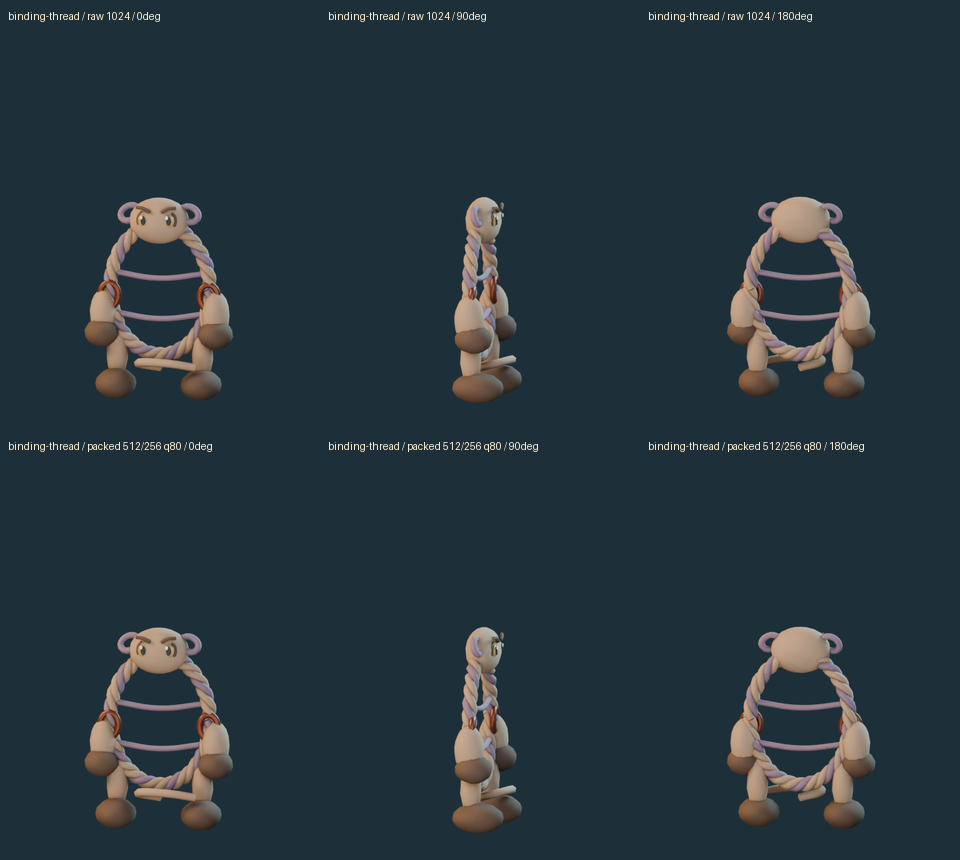 binding-thread / raw 1024 / 0deg
binding-thread / raw 1024 / 90deg
binding-thread / raw 1024 / 180deg
binding-thread / packed 512/256 q80 / 0deg
binding-thread / packed 512/256 q80 / 90deg
binding-thread / packed 512/256 q80 / 180deg